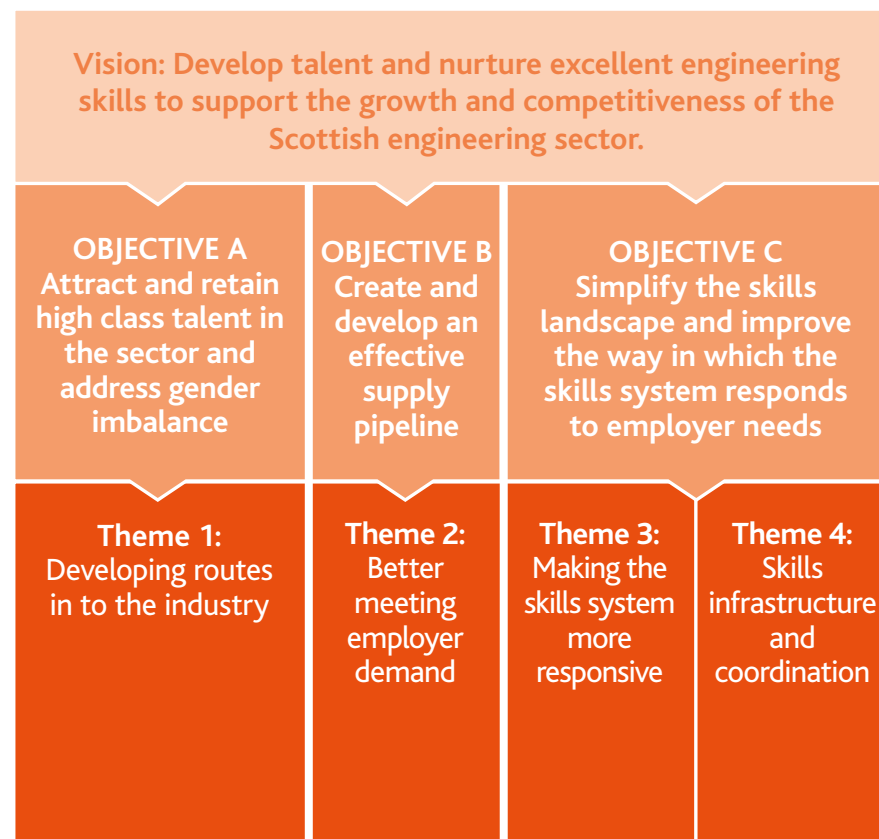 Vision: Develop talent and nurture excellent engineering
skills to support the growth and competitiveness of the
Scottish engineering sector.
OBJECTIVE A
Attract and retain
high class talent in
the sector and
address gender
imbalance
OBJECTIVE B
Create and
develop an
effective
supply
pipeline
OBJECTIVE C
Simplify the skills
landscape and improve
the way in which the
skills system responds
to employer needs
Theme 1:
Developing routes
in to the industry
Theme 2:
Better
meeting
employer
demand
Theme 3:
Making the
skills system
more
responsive
Theme 4:
Skills
infrastructure
and
coordination